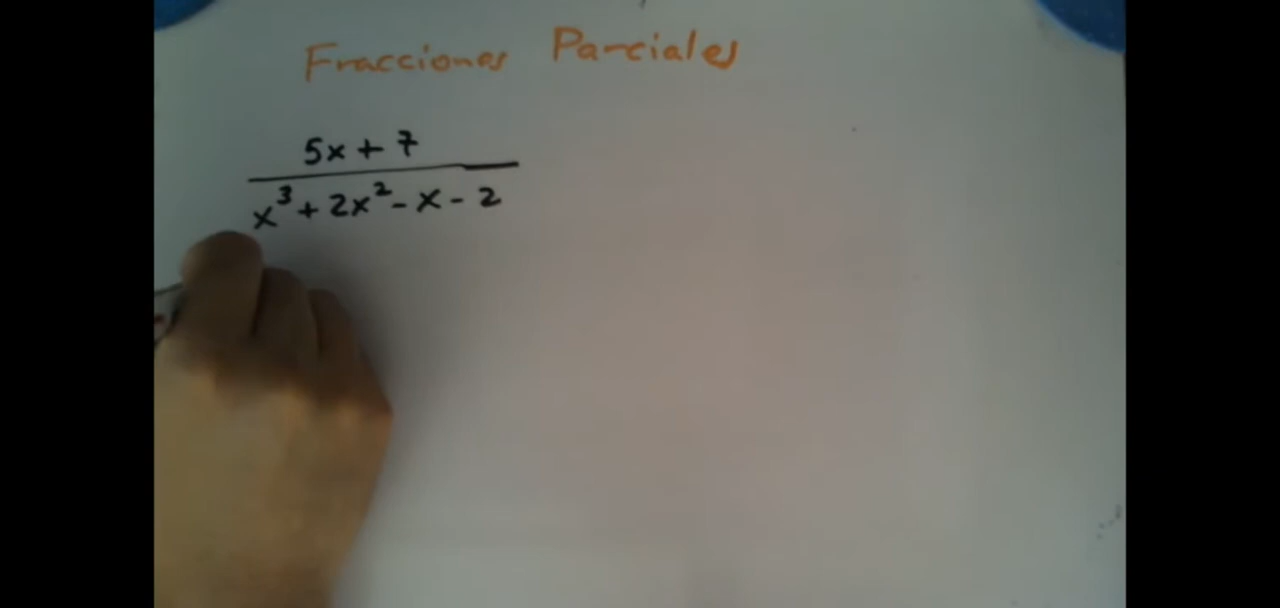 Fracciones Parciales
5x + 7
x³ + 2x² - x - 2